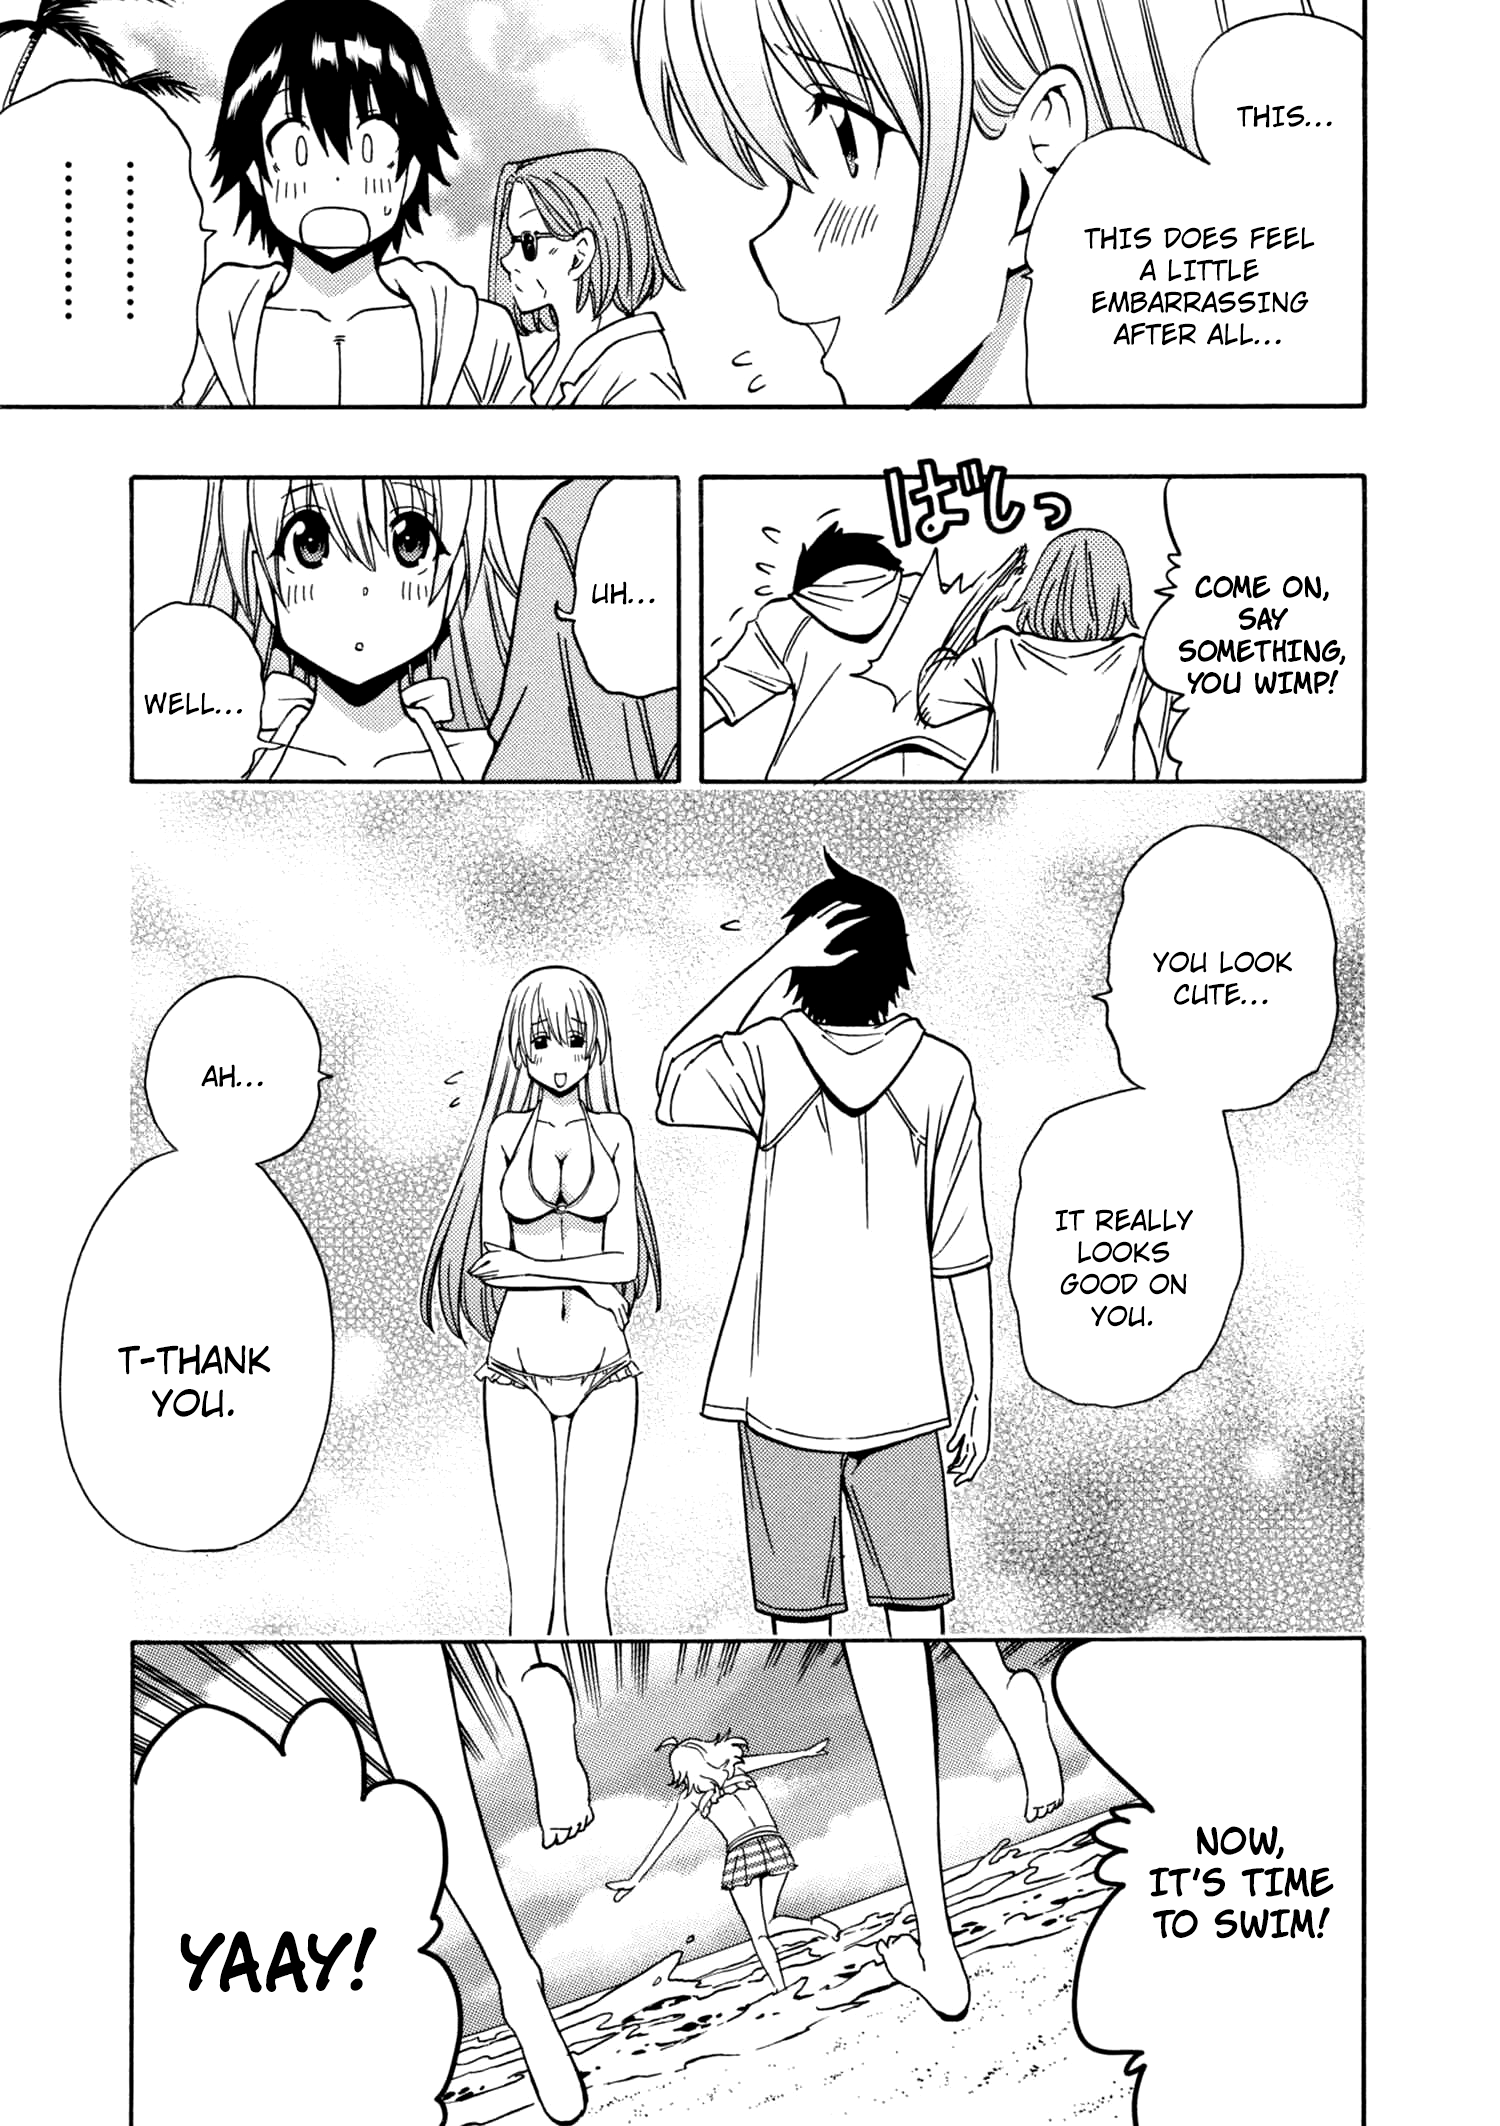 THIS...
THIS DOES FEEL
A LITTLE
EMBARRASSING
AFTER ALL...
COME ON,
SAY
SOMETHING,
YOU WIMP!
ばしっ
UH...
WELL...
YOU LOOK
CUTE...
IT REALLY
LOOKS
GOOD ON
YOU.
AH...
T-THANK
YOU.
NOW,
IT'S TIME
TO SWIM!
YAAY!